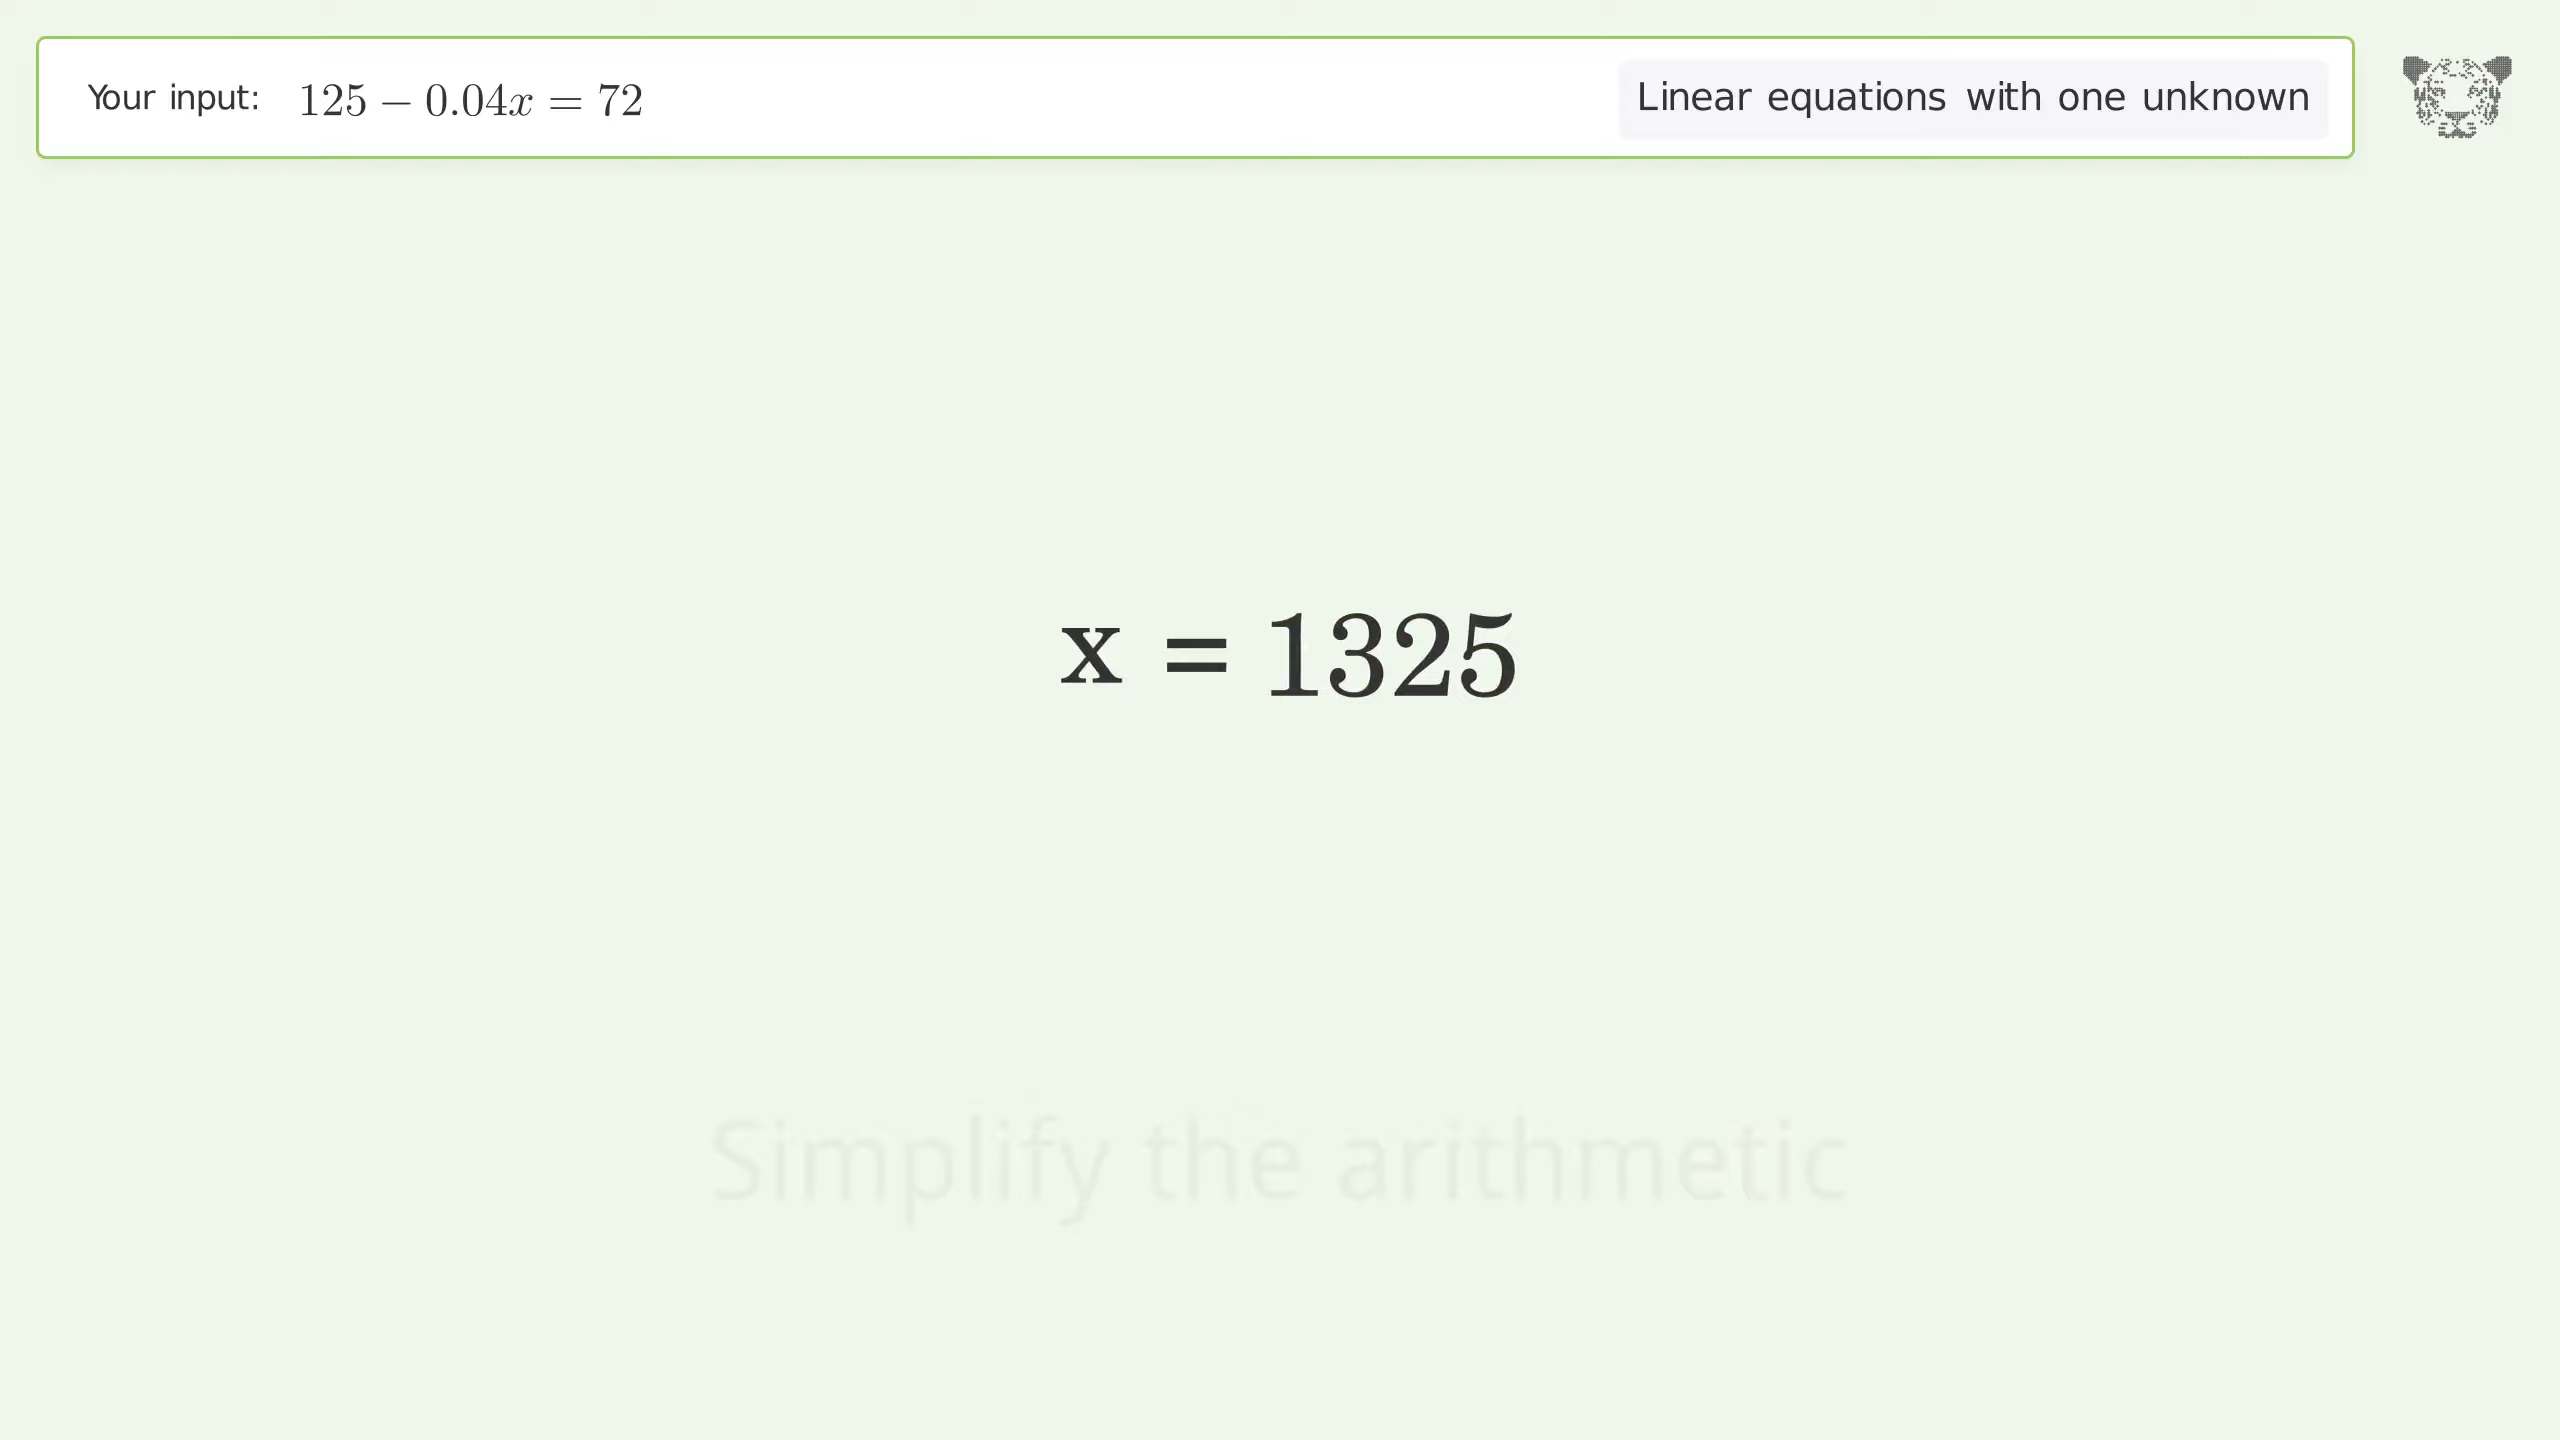 Your input: 125 − 0.04x = 72
Linear equations with one unknown
x = 1325
Simplify the arithmetic